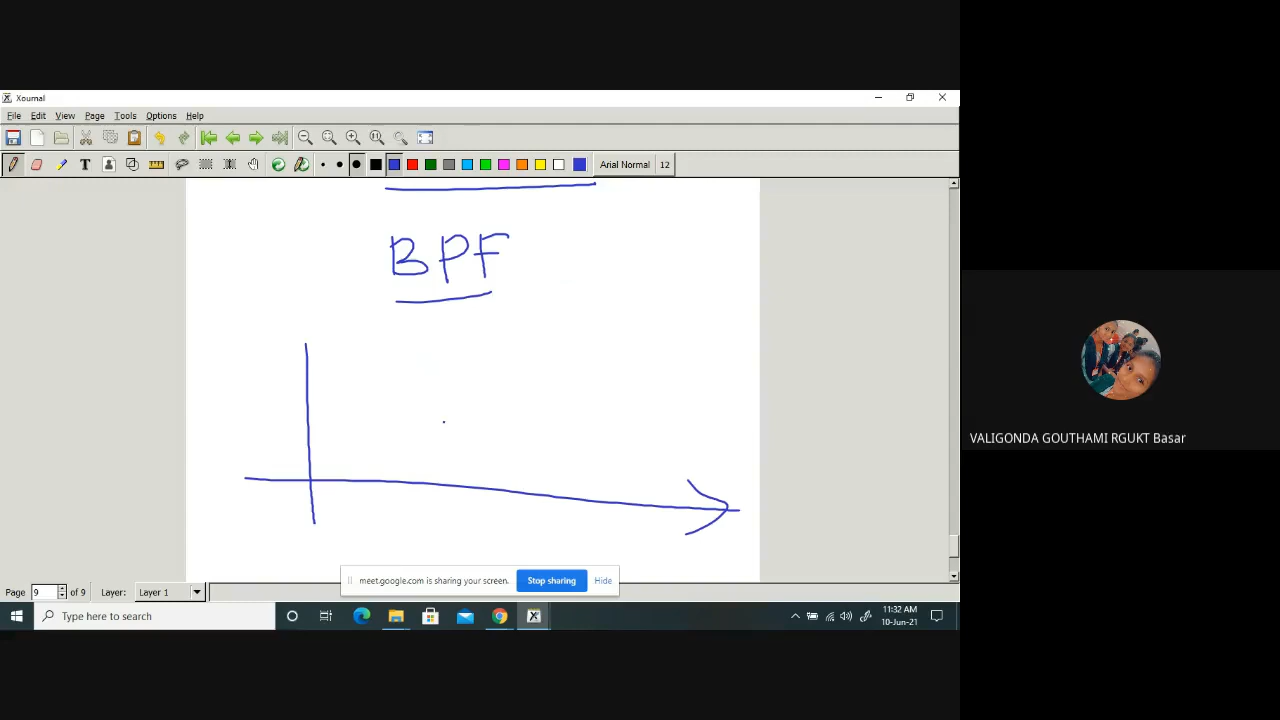 Xournal
File Edit View Page Tools Options Help
T Arial Normal 12
BPF
VALIGONDA GOUTHAMI RGUKT Basar
meet.google.com is sharing your screen. Stop sharing Hide
Page 9 of 9 Layer: Layer 1
Type here to search
11:32 AM
10-Jun-21